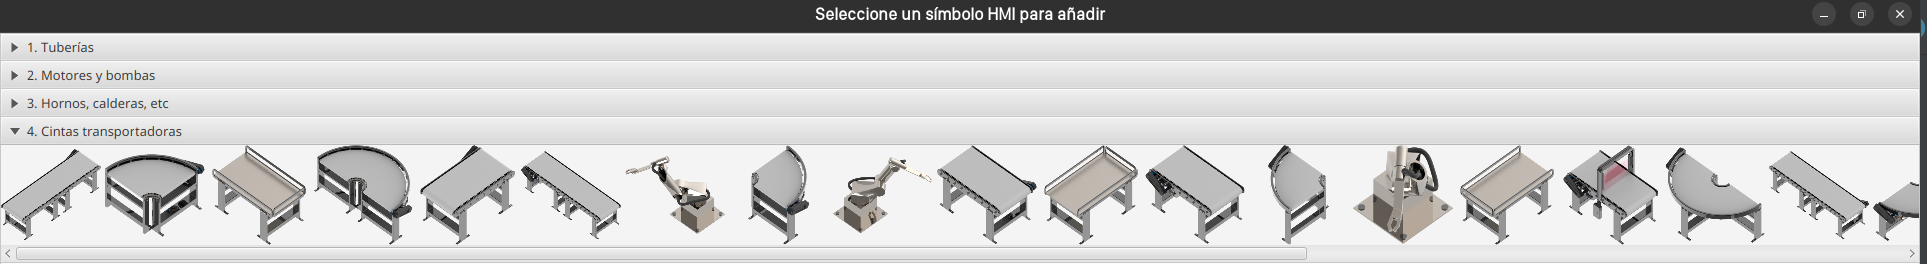 Seleccione un símbolo HMI para añadir
1. Tuberías
2. Motores y bombas
3. Hornos, calderas, etc
4. Cintas transportadoras